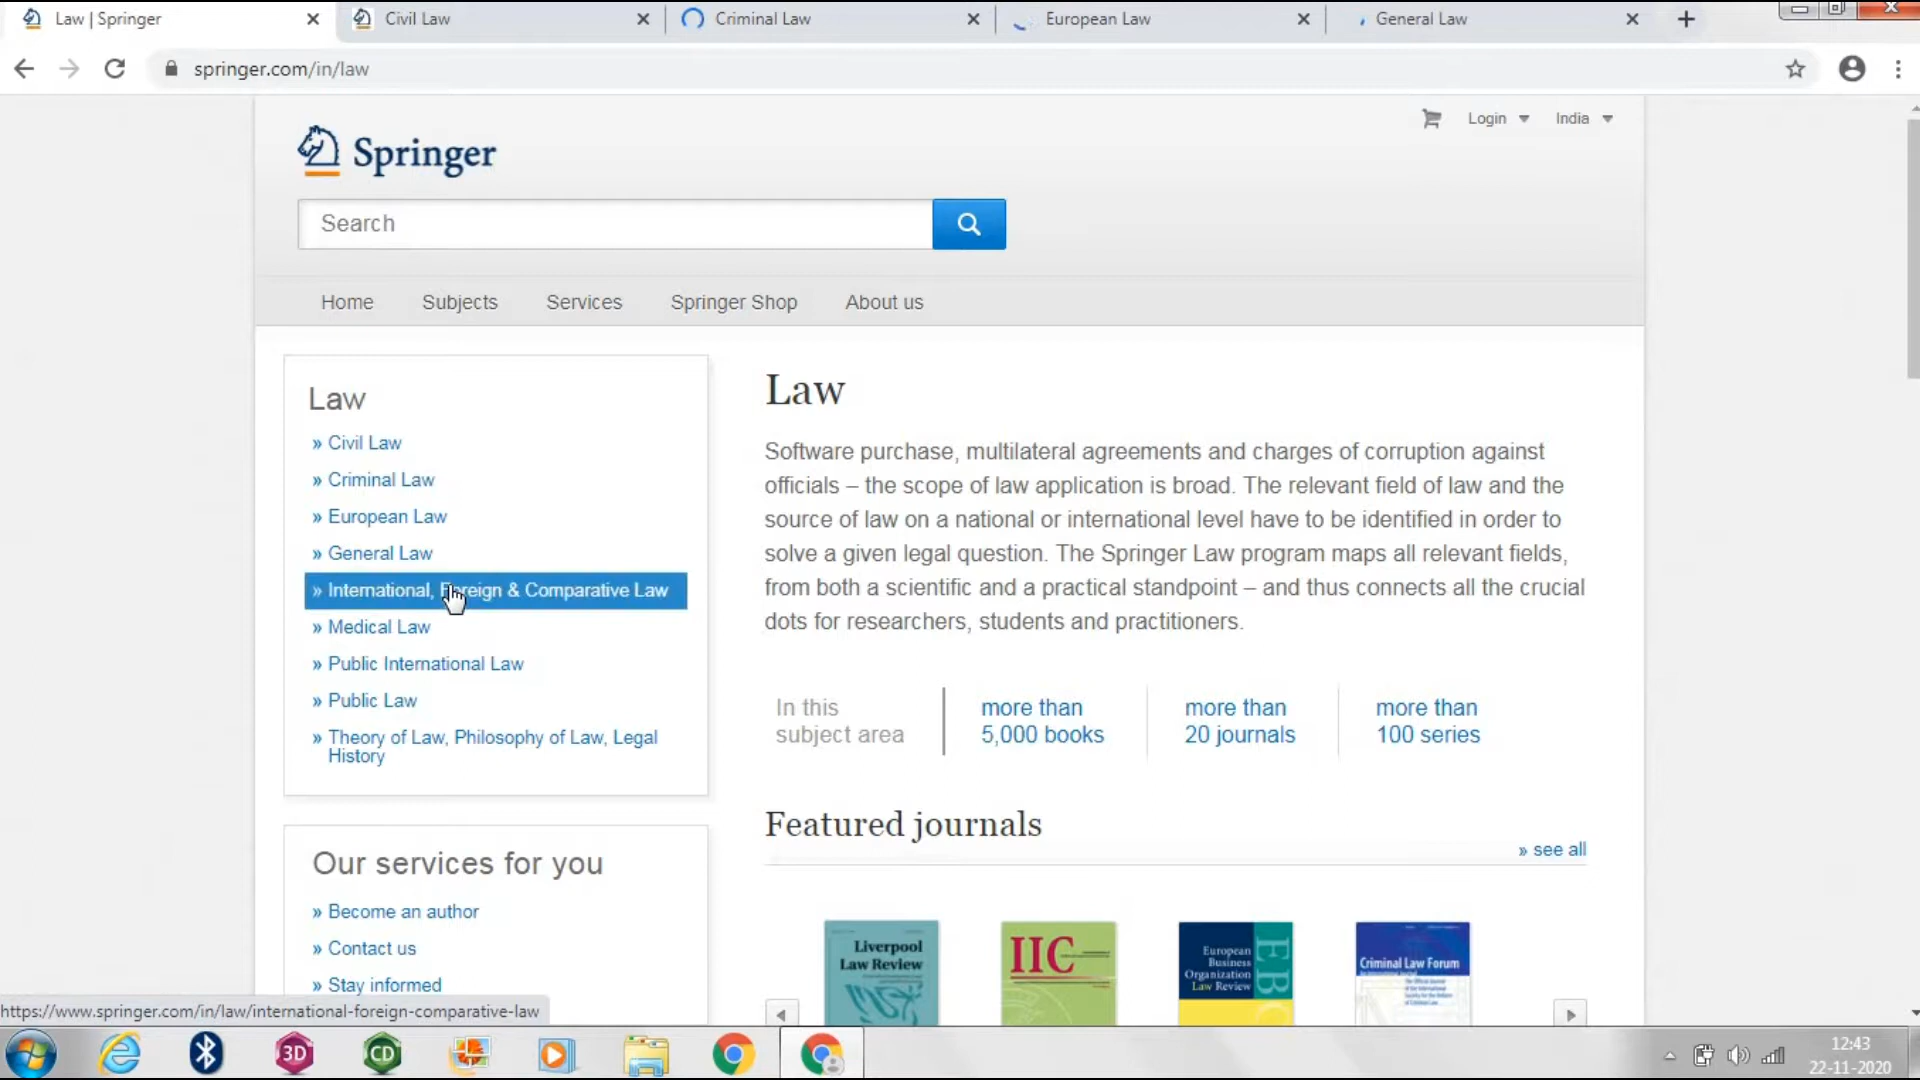 Law | Springer
Civil Law
Criminal Law
European Law
General Law
springer.com/in/law
Login
India
Springer
Search
Home
Subjects
Services
Springer Shop
About us
Law
» Civil Law
» Criminal Law
» European Law
» General Law
» International, Foreign & Comparative Law
» Medical Law
» Public International Law
» Public Law
» Theory of Law, Philosophy of Law, Legal
History
Our services for you
» Become an author
» Contact us
» Stay informed
Law
Software purchase, multilateral agreements and charges of corruption against
officials – the scope of law application is broad. The relevant field of law and the
source of law on a national or international level have to be identified in order to
solve a given legal question. The Springer Law program maps all relevant fields,
from both a scientific and a practical standpoint – and thus connects all the crucial
dots for researchers, students and practitioners.
In this
subject area
more than
5,000 books
more than
20 journals
more than
100 series
Featured journals
» see all
Liverpool
Law Review
IIC
European
Business
Organization
Law Review
EB
Criminal Law Forum
https://www.springer.com/in/law/international-foreign-comparative-law
3D
CD
12:43
22-11-2020